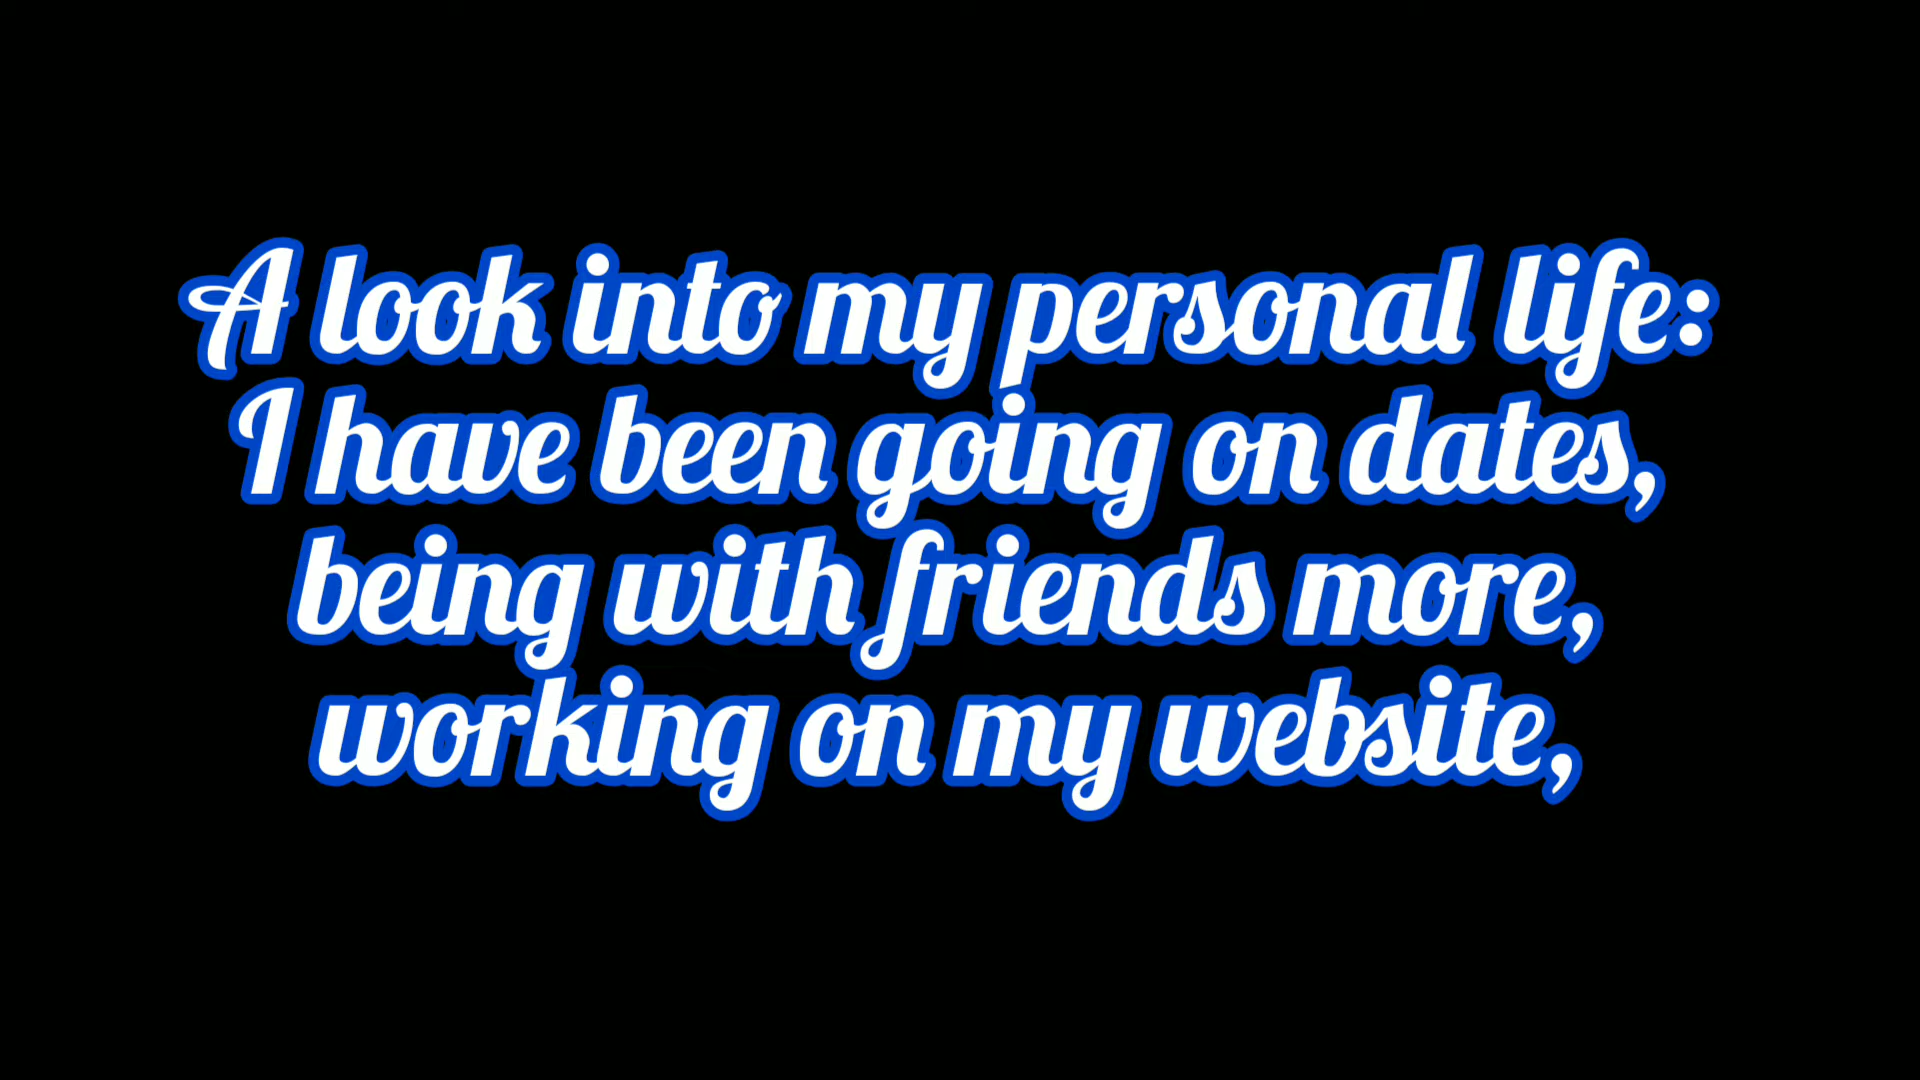 A look into my personal life:
I have been going on dates,
being with friends more,
working on my website,